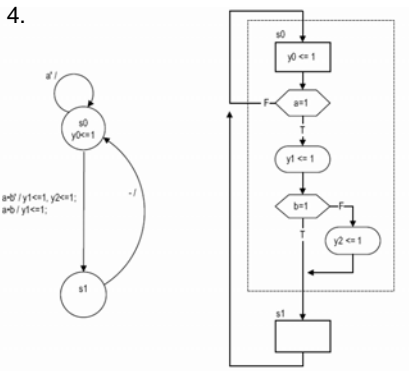 4.
a' /
s0
y0<=1
a•b' / y1<=1, y2<=1;
a•b / y1<=1;
- /
s1
s0
y0 <= 1
F
a=1
T
y1 <= 1
b=1
F
T
y2 <= 1
s1